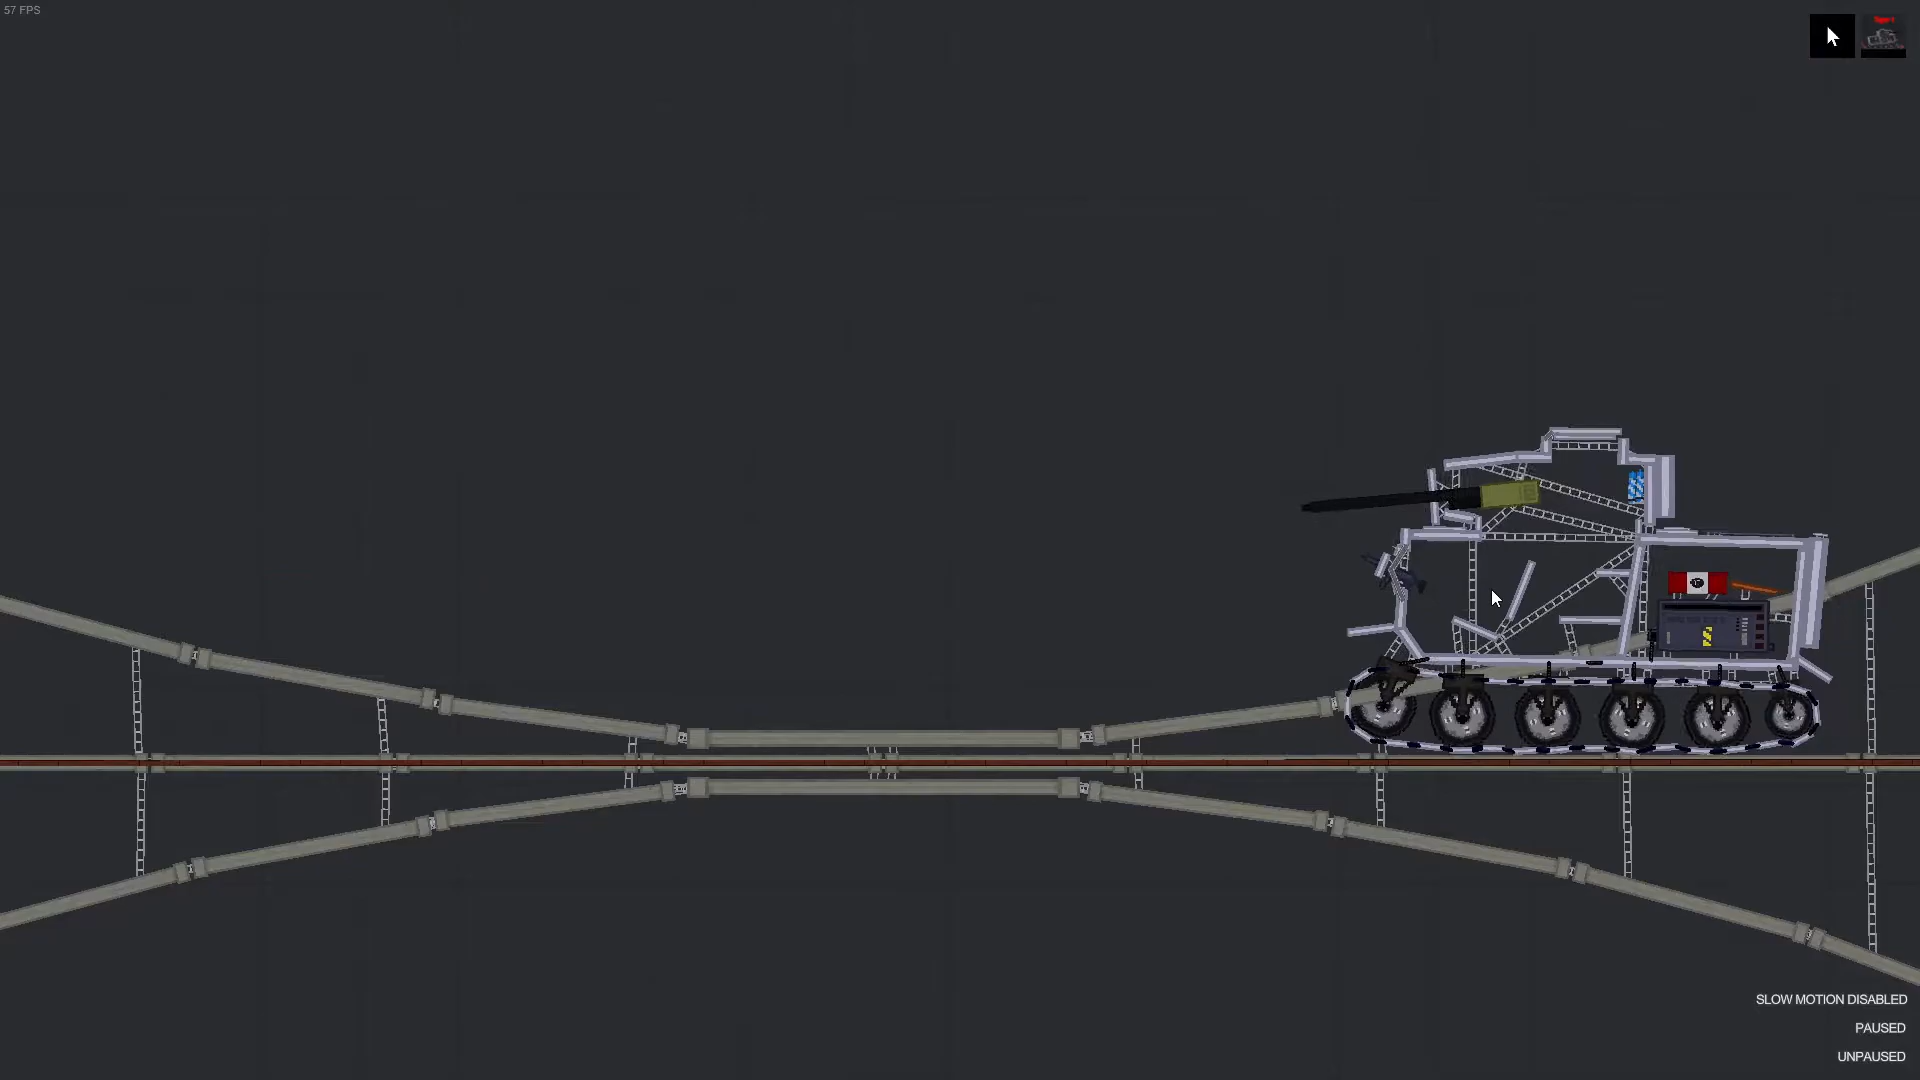 57 FPS
SLOW MOTION DISABLED
PAUSED
UNPAUSED